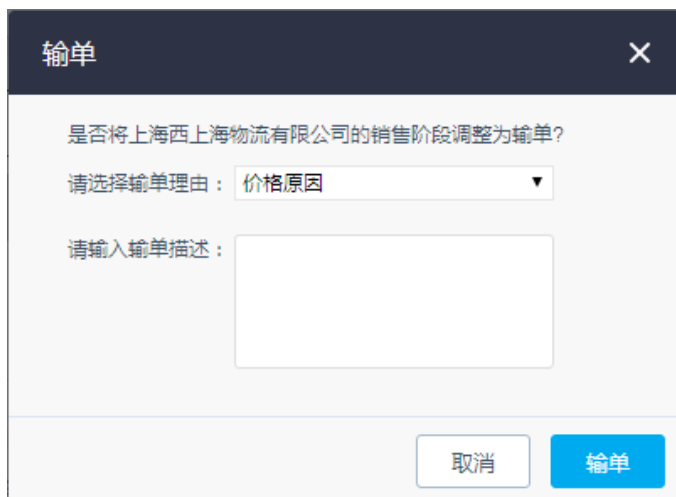 输单
是否将上海西上海物流有限公司的销售阶段调整为输单?
请选择输单理由： 价格原因
请输入输单描述：
取消 输单